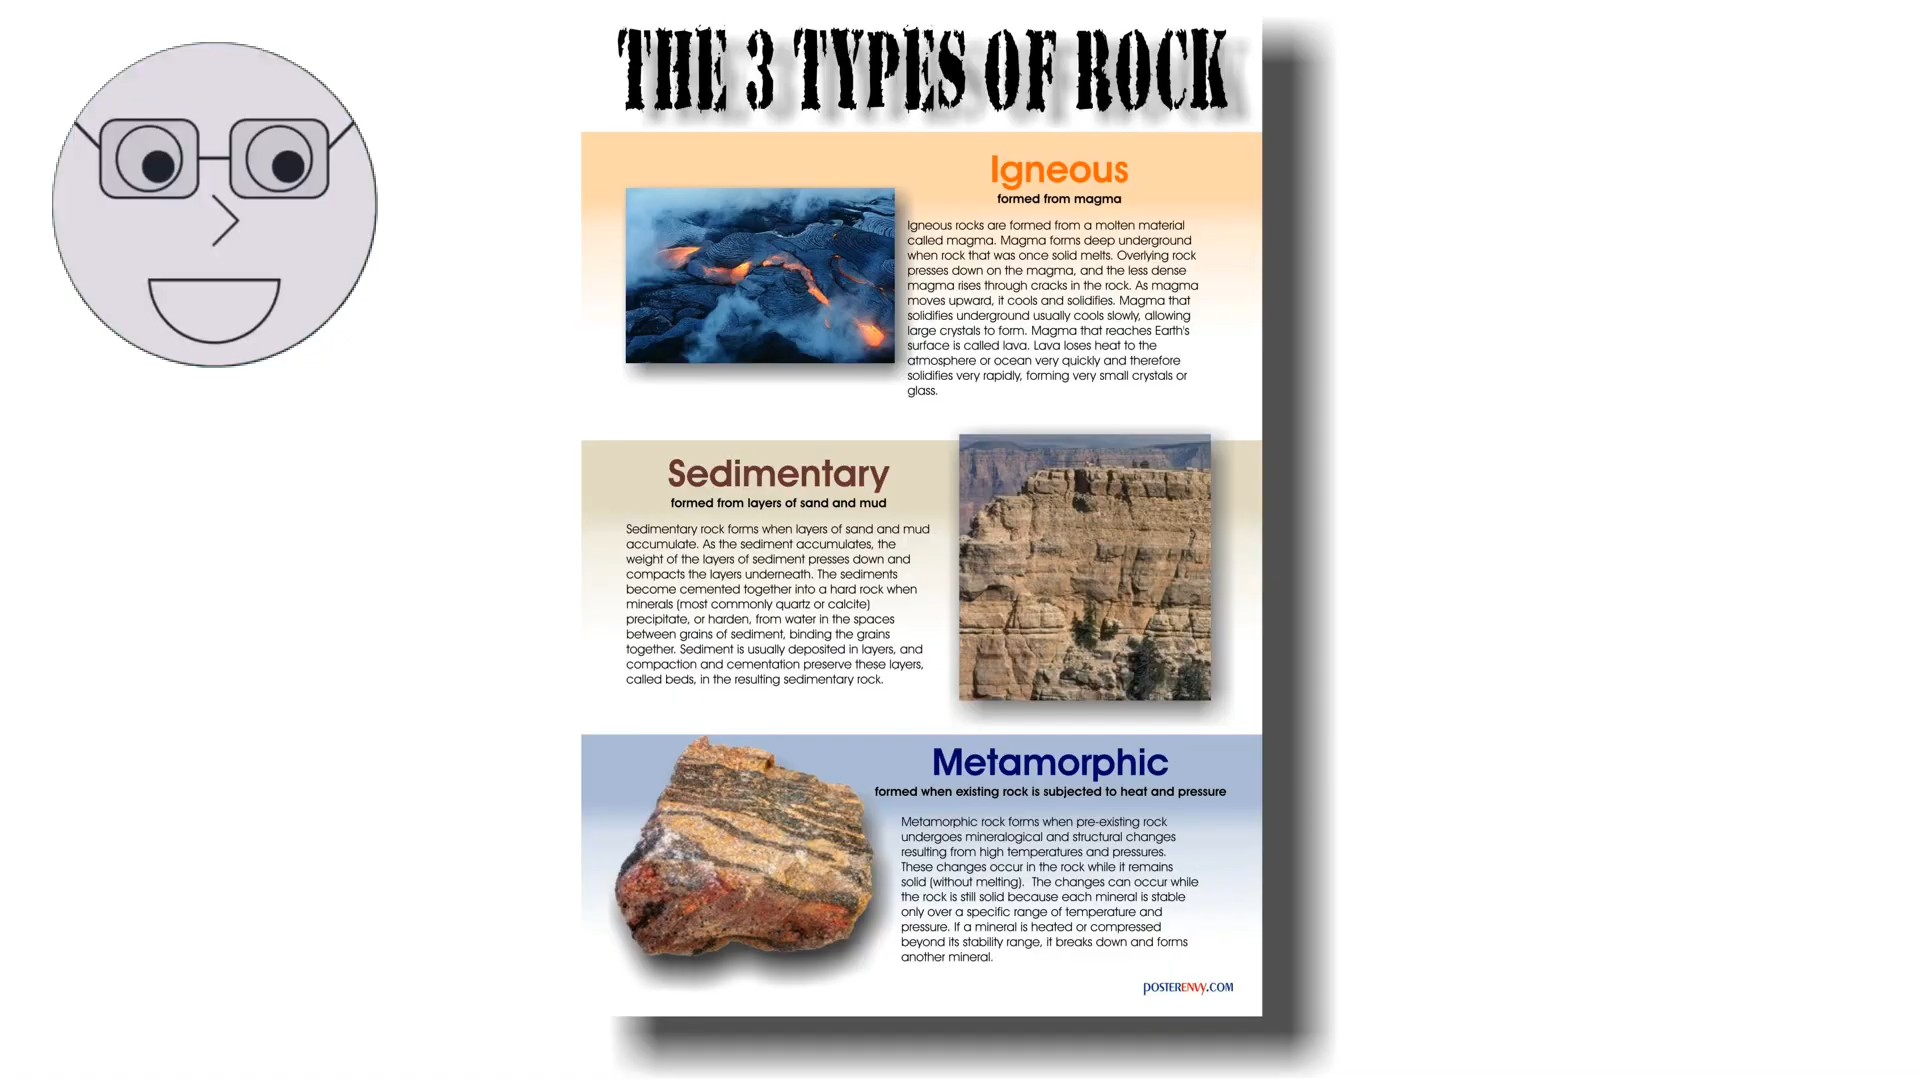 THE 3 TYPES OF ROCK
Igneous
formed from magma
Igneous rocks are formed from a molten material
called magma. Magma forms deep underground
when rock that was once solid melts. Overlying rock
presses down on the magma, and the less dense
magma rises through cracks in the rock. As magma
moves upward, it cools and solidifies. Magma that
solidifies underground usually cools slowly, allowing
large crystals to form. Magma that reaches Earth's
surface is called lava. Lava loses heat to the
atmosphere or ocean very quickly and therefore
solidifies very rapidly, forming very small crystals or
glass.
Sedimentary
formed from layers of sand and mud
Sedimentary rock forms when layers of sand and mud
accumulate. As the sediment accumulates, the
weight of the layers of sediment presses down and
compacts the layers underneath. The sediments
become cemented together into a hard rock when
minerals (most commonly quartz or calcite)
precipitate, or harden, from water in the spaces
between grains of sediment, binding the grains
together. Sediment is usually deposited in layers, and
compaction and cementation preserve these layers,
called beds, in the resulting sedimentary rock.
Metamorphic
formed when existing rock is subjected to heat and pressure
Metamorphic rock forms when pre-existing rock
undergoes mineralogical and structural changes
resulting from high temperatures and pressures.
These changes occur in the rock while it remains
solid (without melting). The changes can occur while
the rock is still solid because each mineral is stable
only over a specific range of temperature and
pressure. If a mineral is heated or compressed
beyond its stability range, it breaks down and forms
another mineral.
POSTERENVY.COM